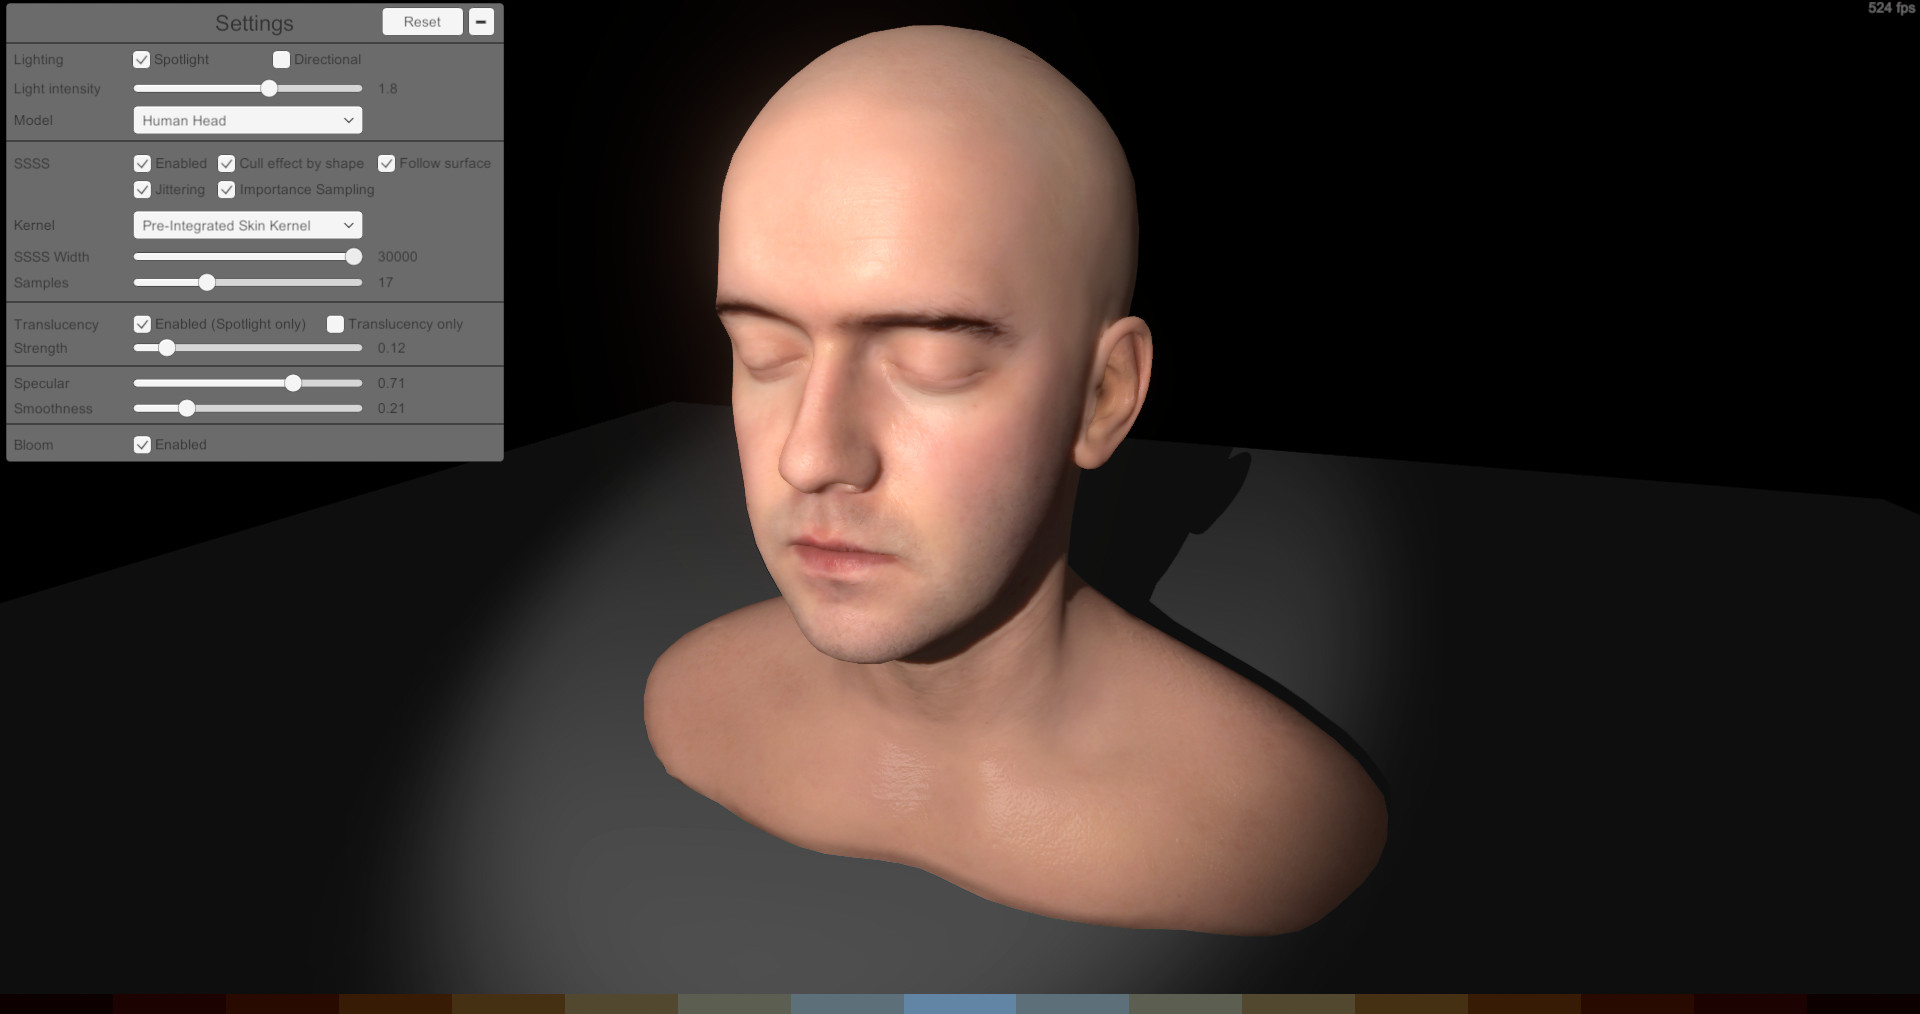 Settings Reset
524 fps
Lighting Spotlight Directional
Light intensity 1.8
Model Human Head
SSSS Enabled Cull effect by shape Follow surface
Jittering Importance Sampling
Kernel Pre-Integrated Skin Kernel
SSSS Width 30000
Samples 17
Translucency Enabled (Spotlight only) Translucency only
Strength 0.12
Specular 0.71
Smoothness 0.21
Bloom Enabled